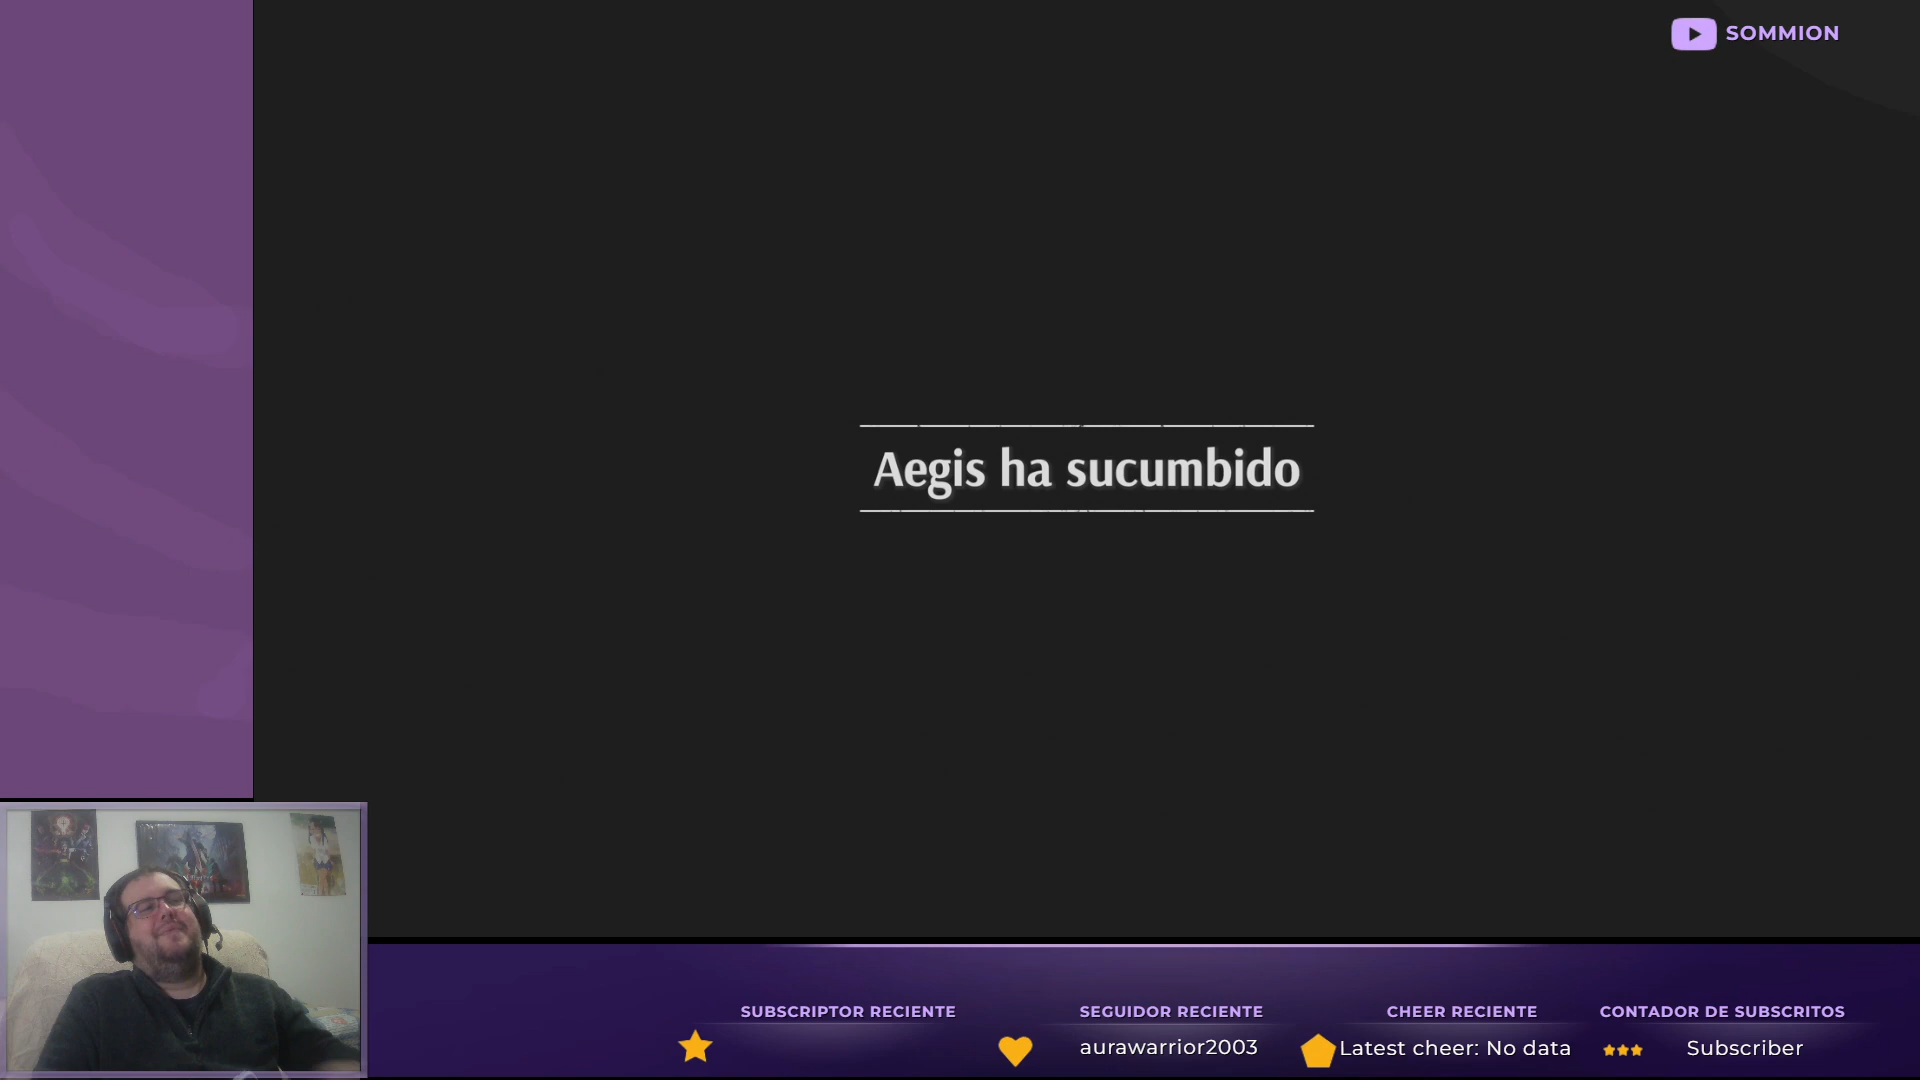 SOMMION
Aegis ha sucumbido
SUBSCRIPTOR RECIENTE
SEGUIDOR RECIENTE
aurawarrior2003
CHEER RECIENTE
Latest cheer: No data
CONTADOR DE SUBSCRITOS
Subscriber